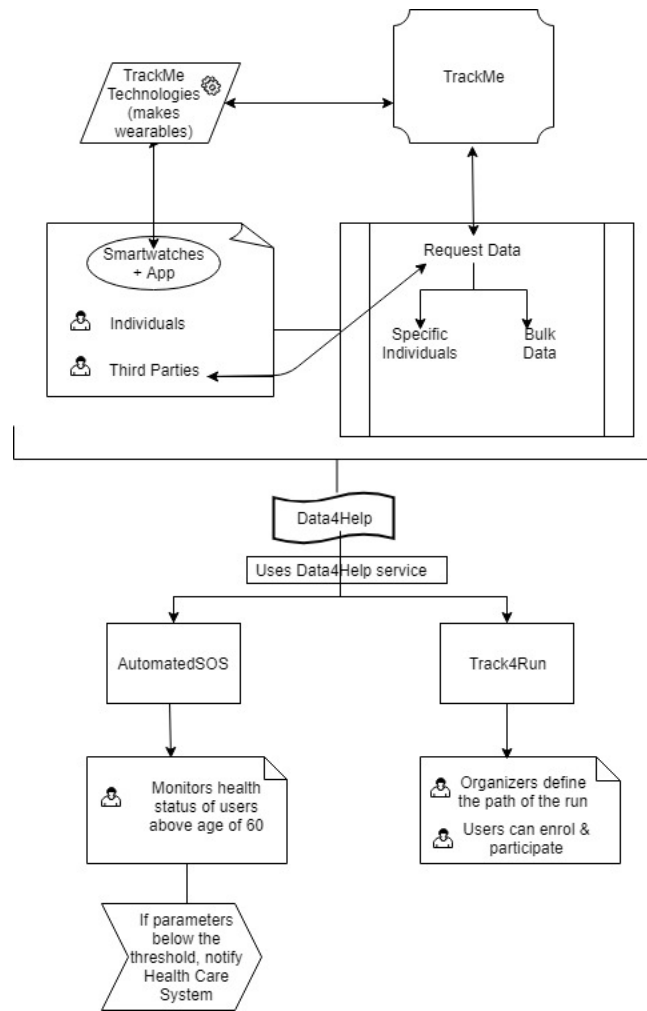 TrackMe
Technologies
(makes
wearables)
TrackMe
Smartwatches
+ App
Individuals
Third Parties
Request Data
Specific
Individuals
Bulk
Data
Data4Help
Uses Data4Help service
AutomatedSOS
Track4Run
Monitors health
status of users
above age of 60
Organizers define
the path of the run
Users can enrol &
participate
If parameters
below the
threshold, notify
Health Care
System